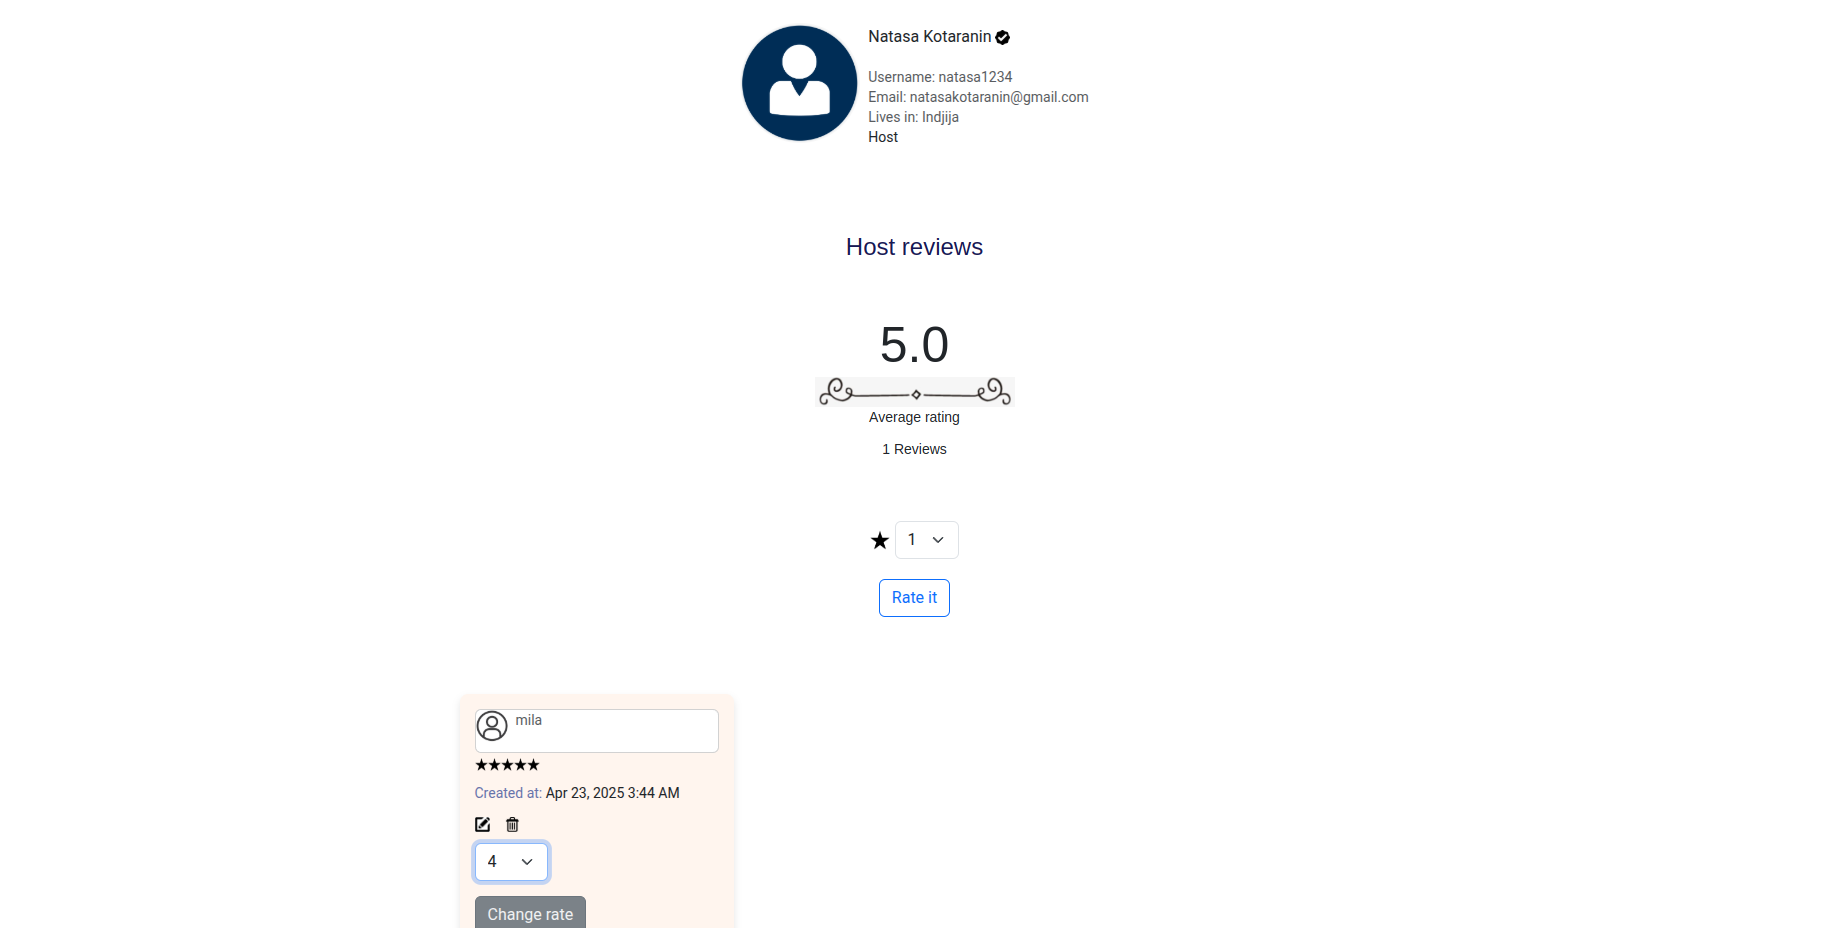 Natasa Kotaranin
Username: natasa1234
Email: natasakotaranin@gmail.com
Lives in: Indjija
Host
Host reviews
5.0
Average rating
1 Reviews
1
Rate it
mila
Created at: Apr 23, 2025 3:44 AM
4
Change rate